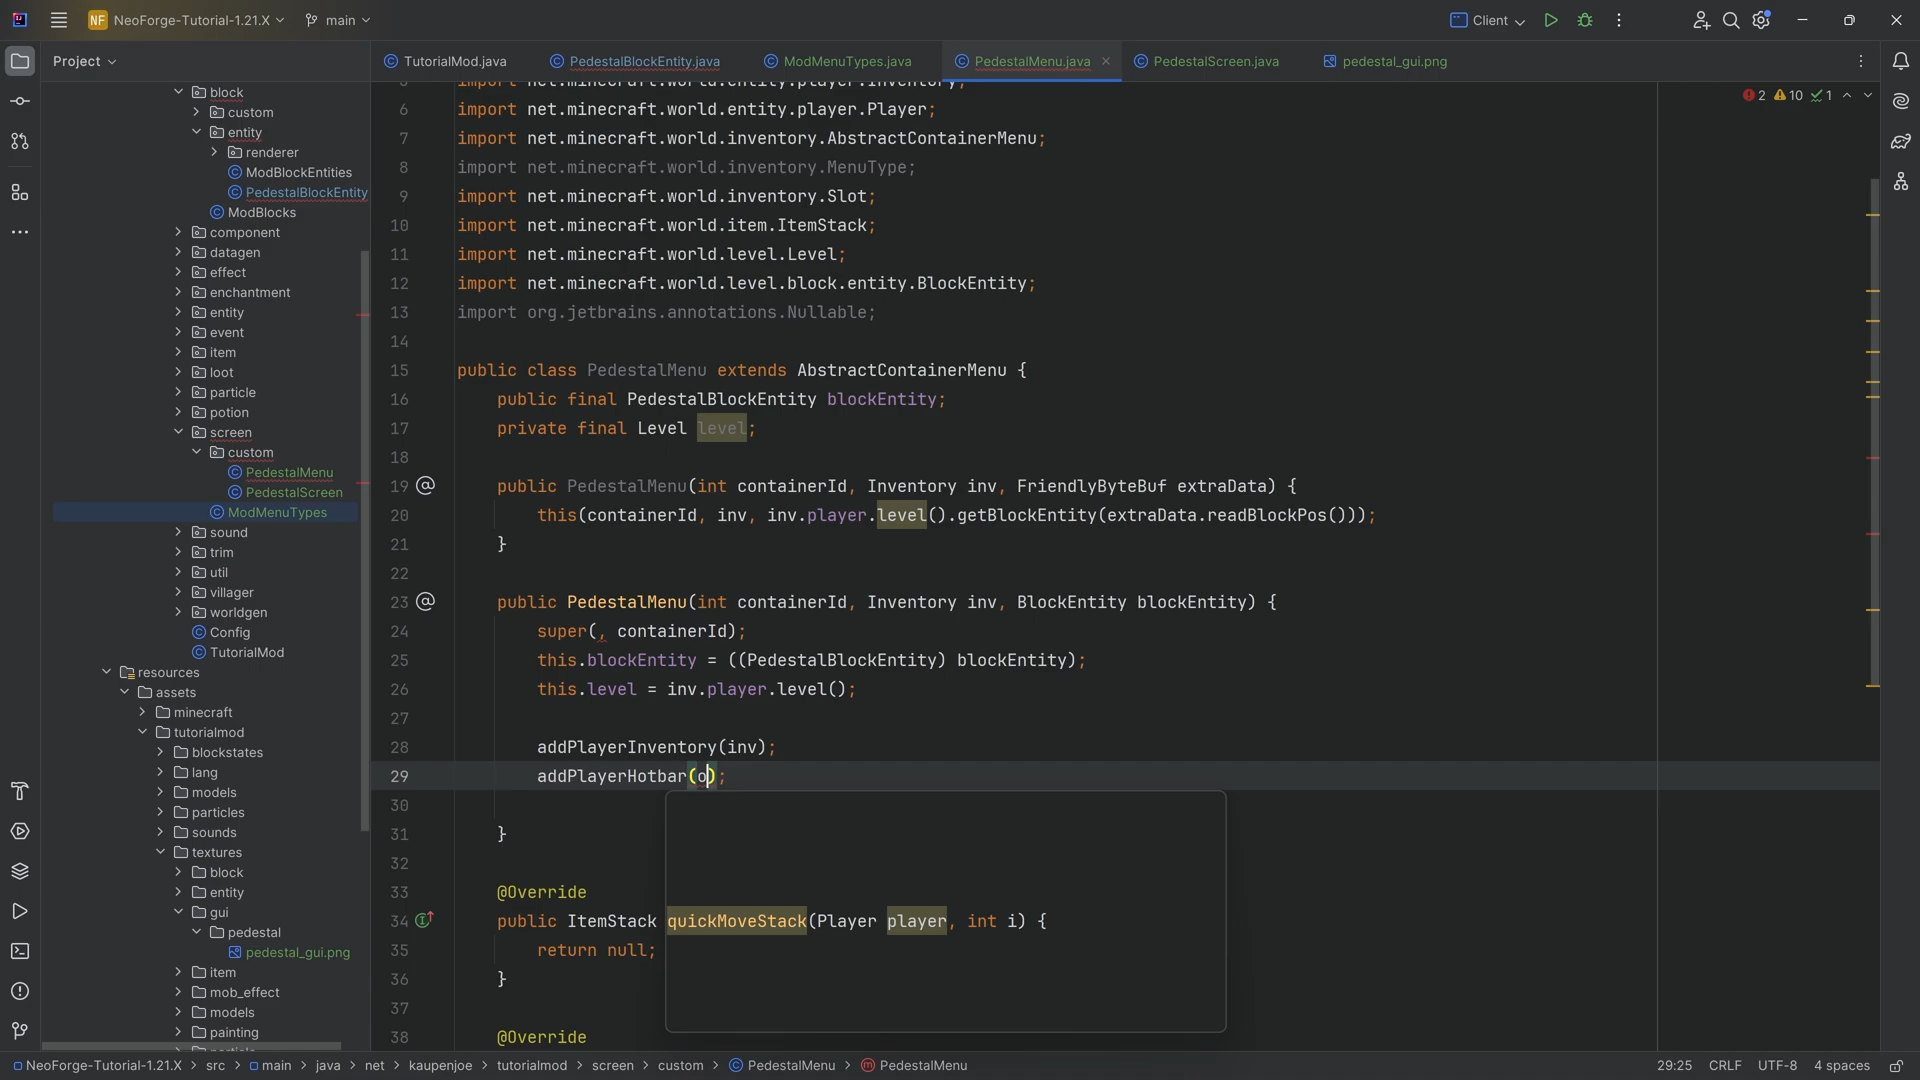 NF NeoForge-Tutorial-1.21.X main Client
Project
TutorialMod.java PedestalBlockEntity.java ModMenuTypes.java PedestalMenu.java PedestalScreen.java pedestal_gui.png
2 10 1
block
custom
entity
renderer
ModBlockEntities
PedestalBlockEntity
ModBlocks
component
datagen
effect
enchantment
entity
event
item
loot
particle
potion
screen
custom
PedestalMenu
PedestalScreen
ModMenuTypes
sound
trim
util
villager
worldgen
Config
TutorialMod
resources
assets
minecraft
tutorialmod
blockstates
lang
models
particles
sounds
textures
block
entity
gui
pedestal
pedestal_gui.png
item
mob_effect
models
painting
import net.minecraft.world.entity.player.Inventory;
6 import net.minecraft.world.entity.player.Player;
7 import net.minecraft.world.inventory.AbstractContainerMenu;
8 import net.minecraft.world.inventory.MenuType;
9 import net.minecraft.world.inventory.Slot;
10 import net.minecraft.world.item.ItemStack;
11 import net.minecraft.world.level.Level;
12 import net.minecraft.world.level.block.entity.BlockEntity;
13 import org.jetbrains.annotations.Nullable;
14
15 public class PedestalMenu extends AbstractContainerMenu {
16 public final PedestalBlockEntity blockEntity;
17 private final Level level;
18
19 @ public PedestalMenu(int containerId, Inventory inv, FriendlyByteBuf extraData) {
20 this(containerId, inv, inv.player.level().getBlockEntity(extraData.readBlockPos()));
21 }
22
23 @ public PedestalMenu(int containerId, Inventory inv, BlockEntity blockEntity) {
24 super(, containerId);
25 this.blockEntity = ((PedestalBlockEntity) blockEntity);
26 this.level = inv.player.level();
27
28 addPlayerInventory(inv);
29 addPlayerHotbar(o);
30
31 }
32
33 @Override
34 public ItemStack quickMoveStack(Player player, int i) {
35 return null;
36 }
37
38 @Override
NeoForge-Tutorial-1.21.X > src > main > java > net > kaupenjoe > tutorialmod > screen > custom > PedestalMenu > PedestalMenu 29:25 CRLF UTF-8 4 spaces